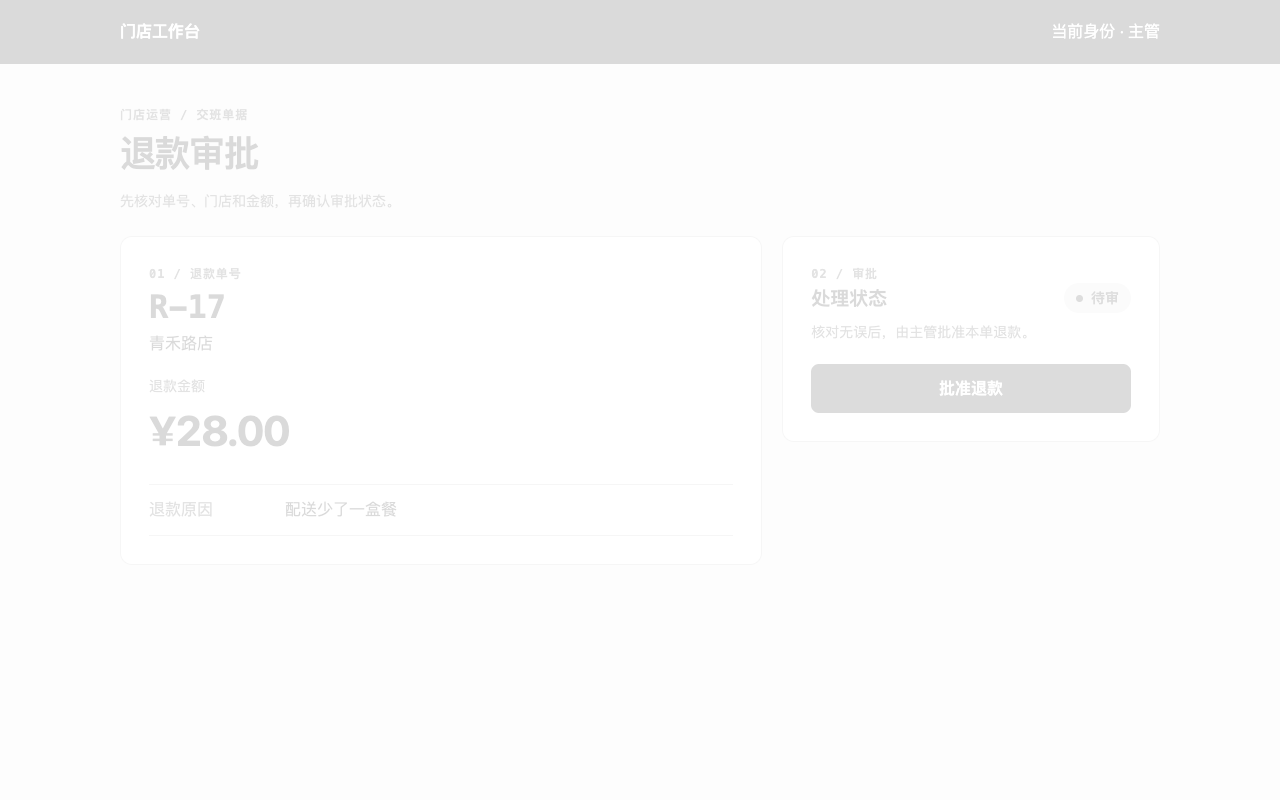 门店工作台
当前身份 · 主管
门店运营 / 交班单据
退款审批
先核对单号、门店和金额，再确认审批状态。
01 / 退款单号
R–17
青禾路店
退款金额
¥28.00
退款原因 配送少了一盒餐
02 / 审批
处理状态
待审
核对无误后，由主管批准本单退款。
批准退款